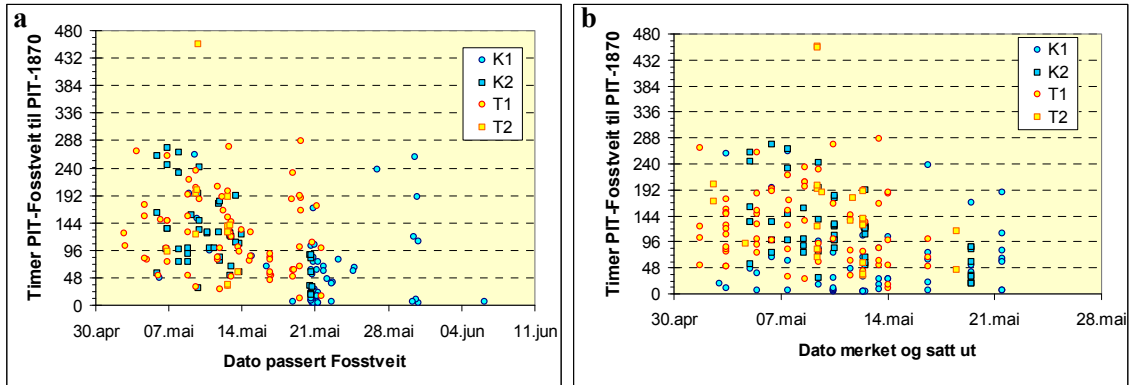 a
Timer PIT-Fosstveit til PIT-1870
480
432
384
336
288
240
192
144
96
48
0
K1
K2
T1
T2
30.apr 07.mai 14.mai 21.mai 28.mai 04.jun 11.jun
Dato passert Fosstveit
b
Timer PIT-Fosstveit til PIT-1870
480
432
384
336
288
240
192
144
96
48
0
K1
K2
T1
T2
30.apr 07.mai 14.mai 21.mai 28.mai
Dato merket og satt ut